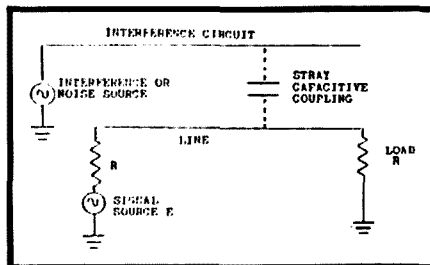 INTERFERENCE CIRCUIT
INTERFERENCE OR
NOISE SOURCE
STRAY
CAPACITIVE
COUPLING
LINE
R
LOAD
R
SIGNAL
SOURCE E